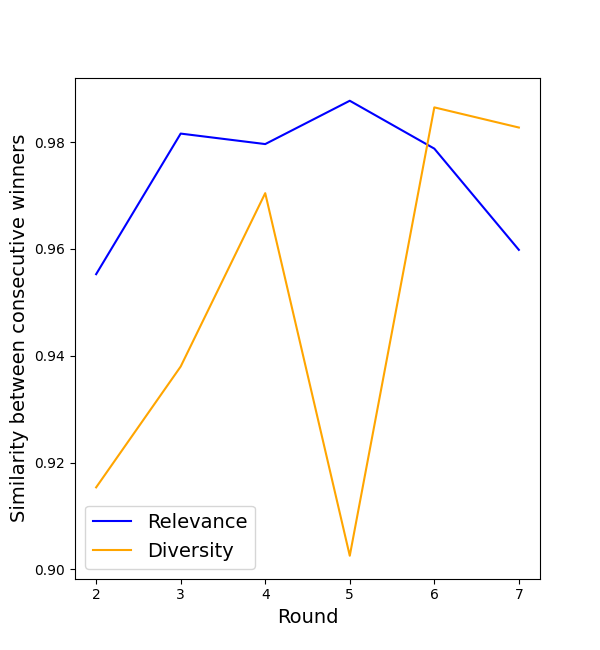 Similarity between consecutive winners
0.98
0.96
0.94
0.92
0.90
Relevance
Diversity
2 3 4 5 6 7
Round